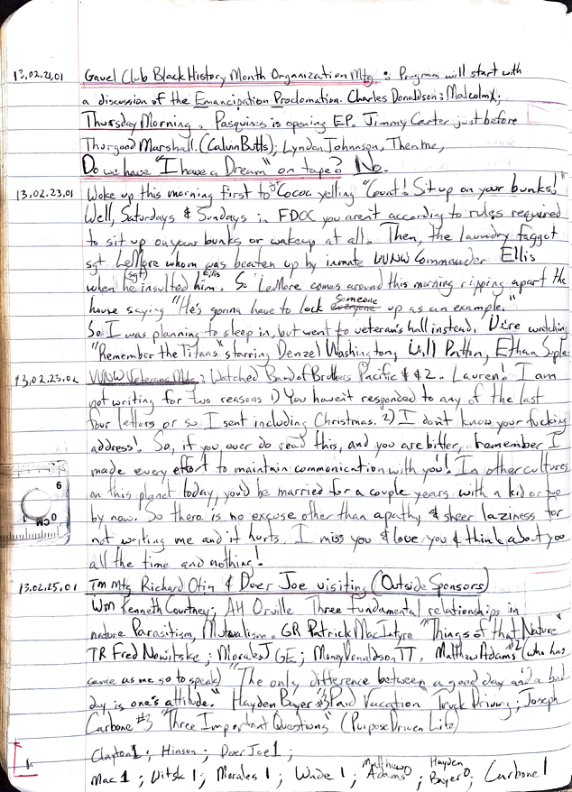 13.02.21.01 Gavel Club Black History Month Organization Mtg : Program will start with
a discussion of the Emancipation Proclomation. Charles Donaldson; Malcolm X;
Thursday Morning. Pasquines is opening EP. Jimmy Carter just before
Thurgood Marshall. (Calvin Butts); Lyndon Johnson, Then me,
Do we have "I have a Dream" on tape? No.
13.02.23.01 Woke up this morning first to "Cocoa yelling "Count! Sit up on your bunks!"
Well, Saturdays & Sundays in FDOC you aren't according to rules required
to sit up on your bunks or wakeup at all. Then, the laundry faggot
sgt. LeMore whom was beaten up by inmate VVNW Commander Ellis
when he (sgt) insulted him. Ellis So LeMore comes around this morning ripping apart the
house saying "He's gonna have to lock everyone someone up as an example."
So I was planning to sleep in, but went to veteran's hall instead. We're watching
"Remember the Titans" starring Denzel Washington, Will Patton, Ethan Suple
13.02.23.02 VVNW Veterans Mtg : Watched Band of Brothers Pacific #2. Lauren! I am
not writing for two reasons 1) You haven't responded to any of the last
four letters or so I sent including Christmas. 2) I don't know your fucking
address! So, if you ever do read this, and you are bitter, remember I
made every effort to maintain communication with you! In other cultures
on this planet today, you'd be married for a couple years with a kid or two
by now. So there is no excuse other than apathy & sheer laziness for
not writing me and it hurts. I miss you & love you & think about you
all the time and nothing!
13.02.25.01 Tm Mtg Richard Otin & Duer Joe visiting (Outside Sponsors)
Wm Kenneth Courtney; AH Orville Three fundamental relationships in
nature Parasitism, Mutualism. GR Patrick MacIntyre "Things of that Nature"
TR Fred Nowitske; Morales J GE; Money Donaldson TT, Matthew Adams #2 (who has
came as me go to speak) "The only difference between a good day and a bad
day is one's attitude." Hayden Bayer #3 Paid Vacation Truck Driving; Joseph
Carbone #3 "Three Important Questions" (Purpose Driven Life)
Clayton 1; Hinson; Duer Joe 1;
Mac 1; Witsk 1; Morales 1; Wade 1; Matthew Adams 0; Hayden Bayer 0; Carbone 1